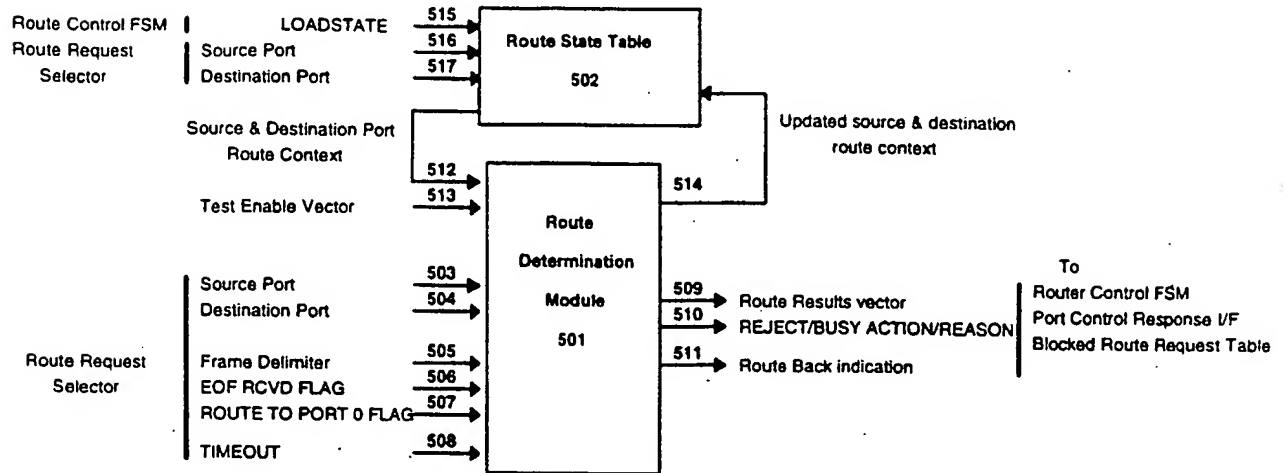 Route Control FSM LOADSTATE 515
Route Request Selector
Source Port 516
Destination Port 517
Route State Table
502
Source & Destination Port
Route Context
512
Updated source & destination
route context
514
Test Enable Vector 513
Route
Determination
Module
501
Route Request
Selector
Source Port 503
Destination Port 504
Frame Delimiter 505
EOF RCVD FLAG 506
ROUTE TO PORT 0 FLAG 507
TIMEOUT 508
509 Route Results vector
510 REJECT/BUSY ACTION/REASON
511 Route Back indication
To
Router Control FSM
Port Control Response I/F
Blocked Route Request Table